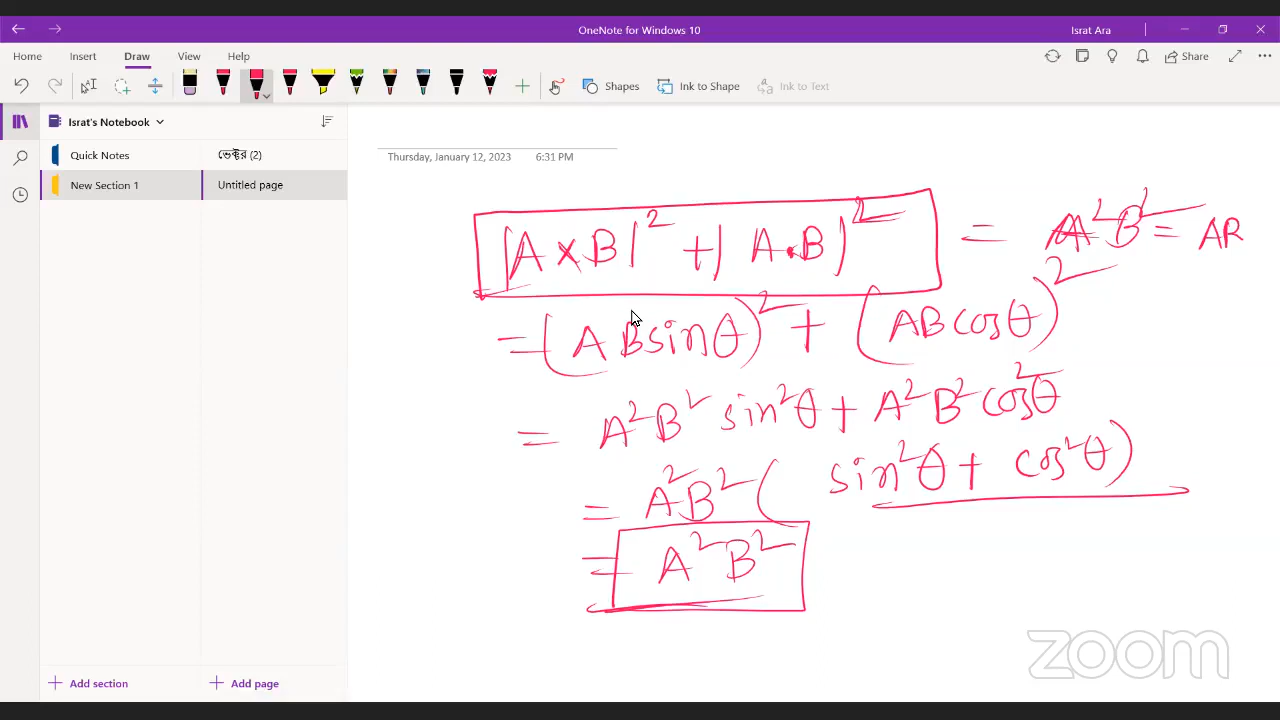 OneNote for Windows 10
Israt Ara
Home Insert Draw View Help
Share
Shapes Ink to Shape Ink to Text
Israt's Notebook
Quick Notes
New Section 1
ভেক্টর (2)
Untitled page
Thursday, January 12, 2023 6:31 PM
|A×B|² + |A·B|² = A²B² = AB
= (AB sinθ)² + (AB cosθ)²
= A²B² sin²θ + A²B² cos²θ
= A²B² ( sin²θ + cos²θ)
= A²B²
+ Add section
+ Add page
zoom